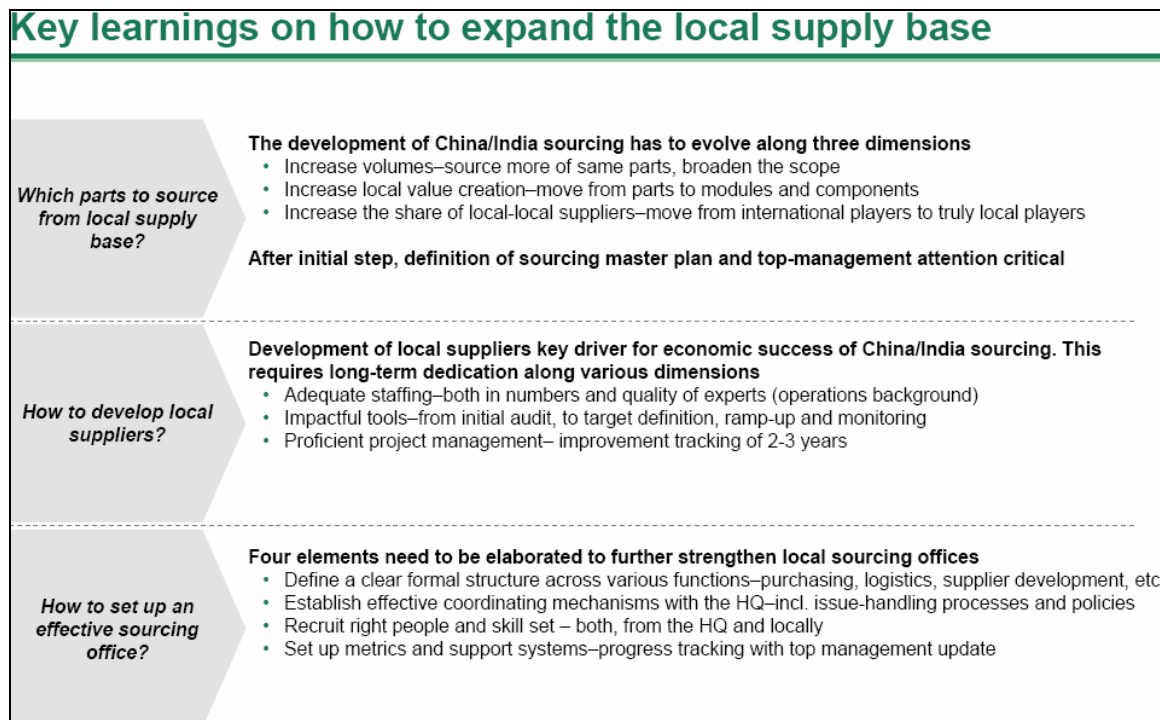 Key learnings on how to expand the local supply base
Which parts to source
from local supply
base?
The development of China/India sourcing has to evolve along three dimensions
• Increase volumes–source more of same parts, broaden the scope
• Increase local value creation–move from parts to modules and components
• Increase the share of local-local suppliers–move from international players to truly local players
After initial step, definition of sourcing master plan and top-management attention critical
How to develop local
suppliers?
Development of local suppliers key driver for economic success of China/India sourcing. This
requires long-term dedication along various dimensions
• Adequate staffing–both in numbers and quality of experts (operations background)
• Impactful tools–from initial audit, to target definition, ramp-up and monitoring
• Proficient project management– improvement tracking of 2-3 years
How to set up an
effective sourcing
office?
Four elements need to be elaborated to further strengthen local sourcing offices
• Define a clear formal structure across various functions–purchasing, logistics, supplier development, etc
• Establish effective coordinating mechanisms with the HQ–incl. issue-handling processes and policies
• Recruit right people and skill set – both, from the HQ and locally
• Set up metrics and support systems–progress tracking with top management update